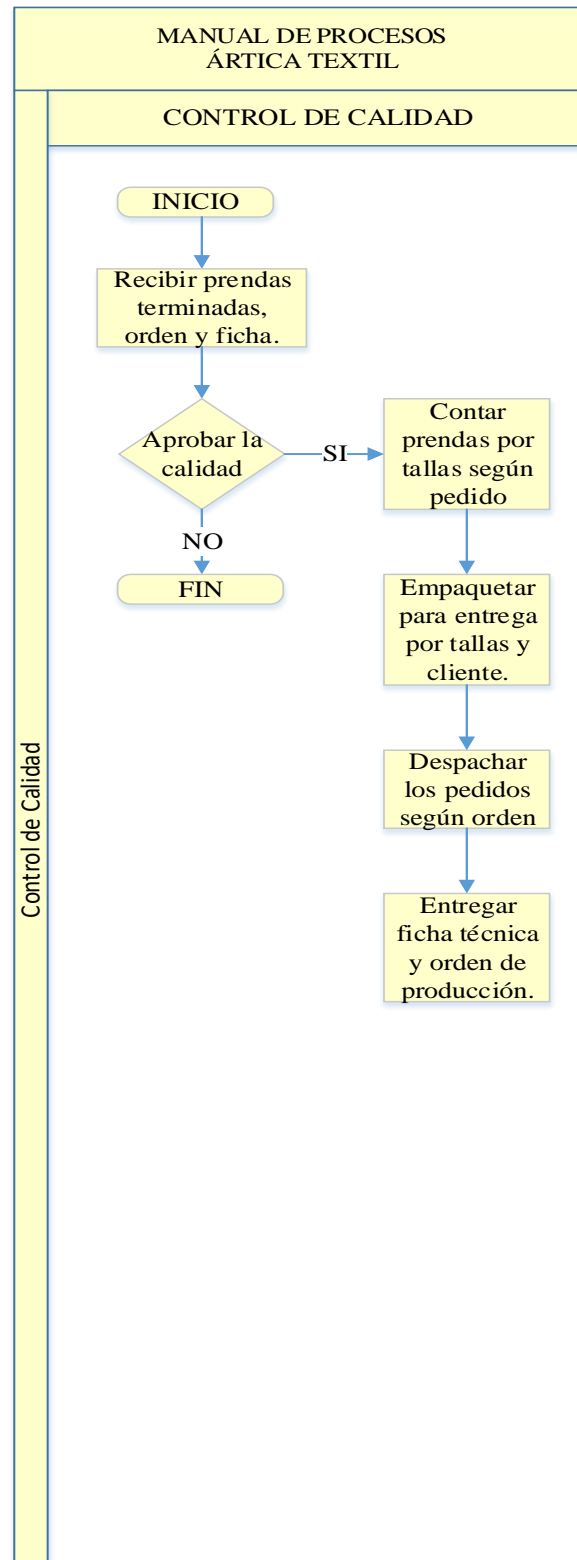 MANUAL DE PROCESOS
ÁRTICA TEXTIL
CONTROL DE CALIDAD
Control de Calidad
INICIO
Recibir prendas
terminadas,
orden y ficha.
Aprobar la
calidad
SI
NO
FIN
Contar
prendas por
tallas según
pedido
Empaquetar
para entrega
por tallas y
cliente.
Despachar
los pedidos
según orden
Entregar
ficha técnica
y orden de
producción.